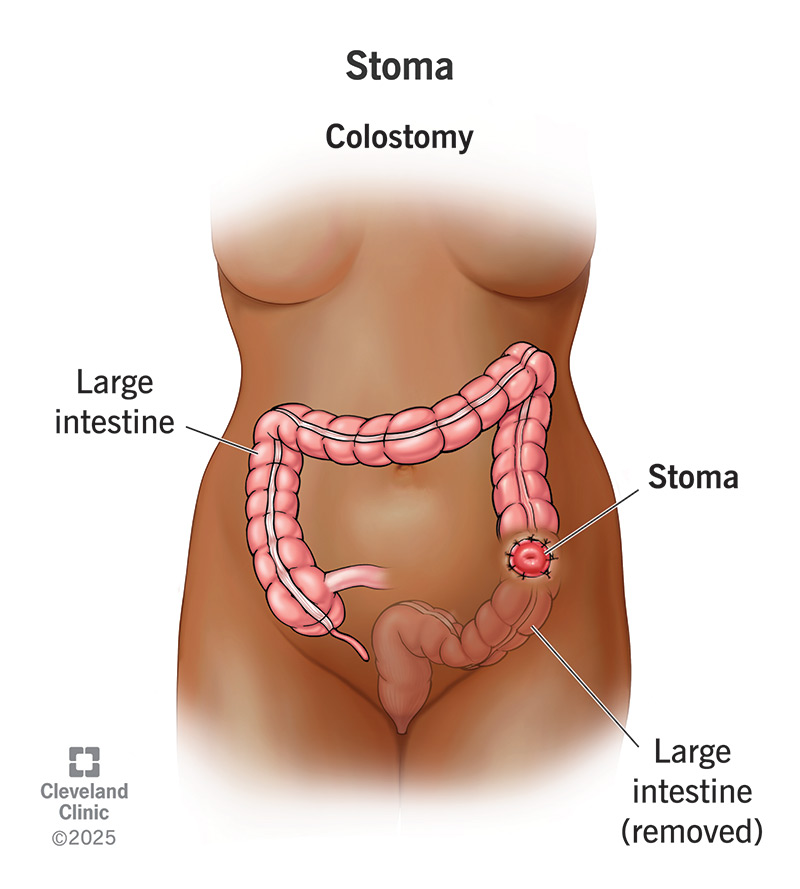 Stoma
Colostomy
Large
intestine
Stoma
Large
intestine
(removed)
Cleveland
Clinic
©2025